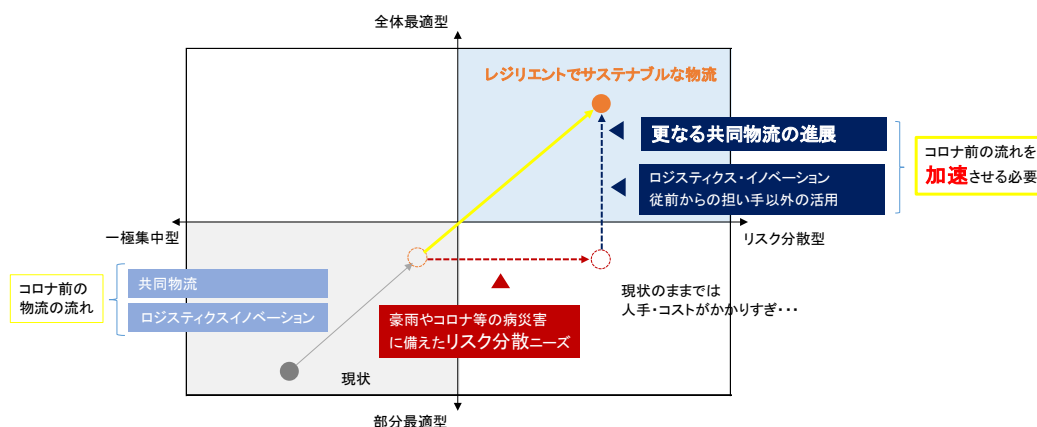 全体最適型
レジリエントでサステナブルな物流
更なる共同物流の進展
ロジスティクス・イノベーション
従前からの担い手以外の活用
コロナ前の流れを
加速させる必要
一極集中型
リスク分散型
コロナ前の
物流の流れ
共同物流
ロジスティクスイノベーション
豪雨やコロナ等の病災害
に備えたリスク分散ニーズ
現状のままでは
人手・コストがかかりすぎ・・・
現状
部分最適型